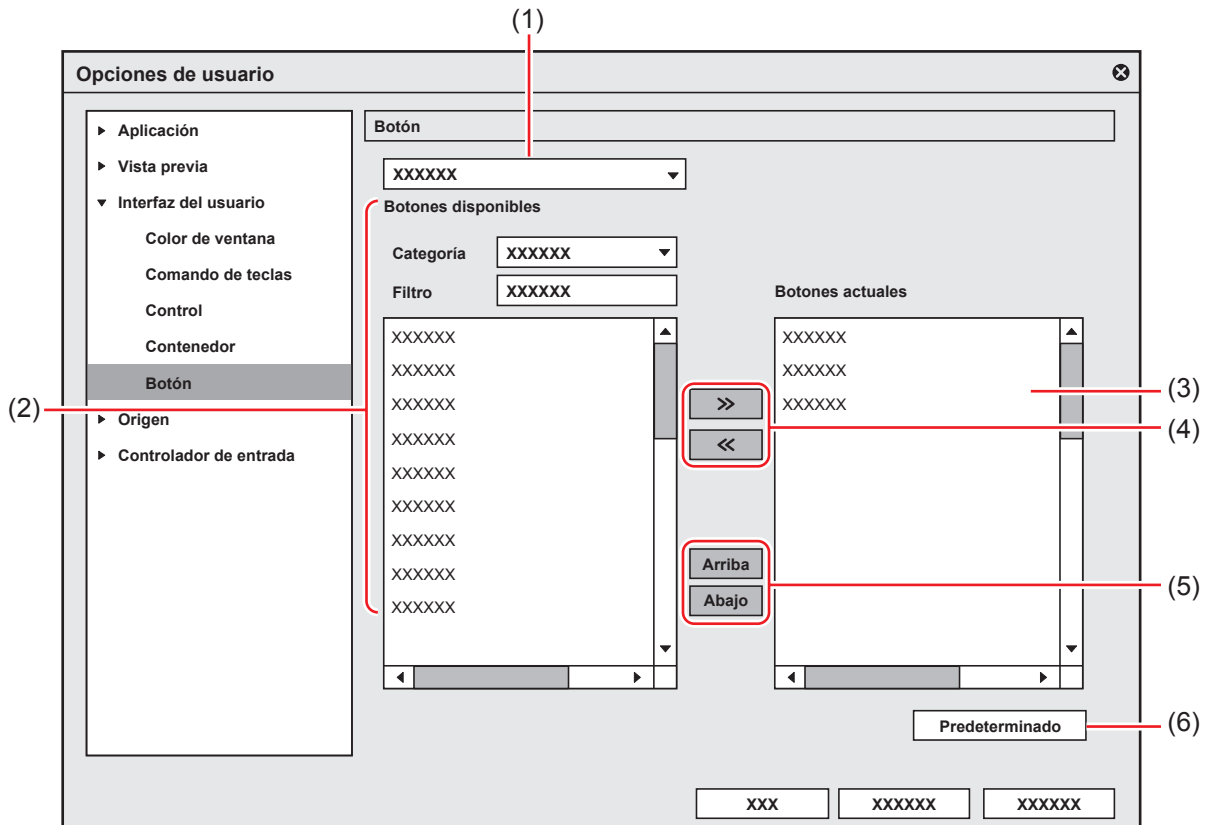 (1)
Opciones de usuario
Aplicación
Vista previa
Interfaz del usuario
Color de ventana
Comando de teclas
Control
Contenedor
Botón
Origen
Controlador de entrada
(2)
Botón
XXXXXX
Botones disponibles
Categoría XXXXXX
Filtro XXXXXX
XXXXXX
XXXXXX
XXXXXX
XXXXXX
XXXXXX
XXXXXX
XXXXXX
XXXXXX
XXXXXX
>>
<<
Arriba
Abajo
Botones actuales
XXXXXX
XXXXXX
XXXXXX
(3)
(4)
(5)
Predeterminado
(6)
XXX
XXXXXX
XXXXXX